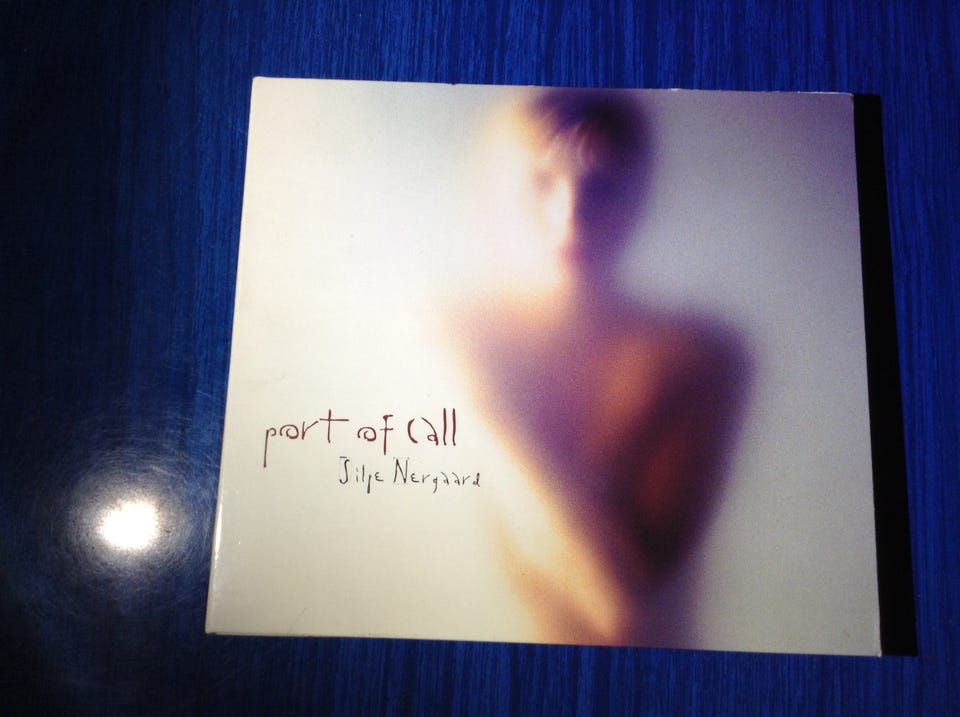 port of call
Silje Nergaard